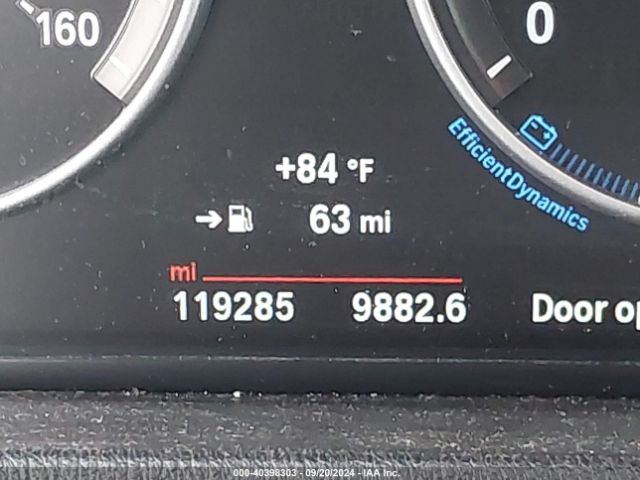 160
0
EfficientDynamics
+84 °F
63 mi
mi
119285 9882.6 Door op
000-40398303 - 09/20/2024 - IAA Inc.